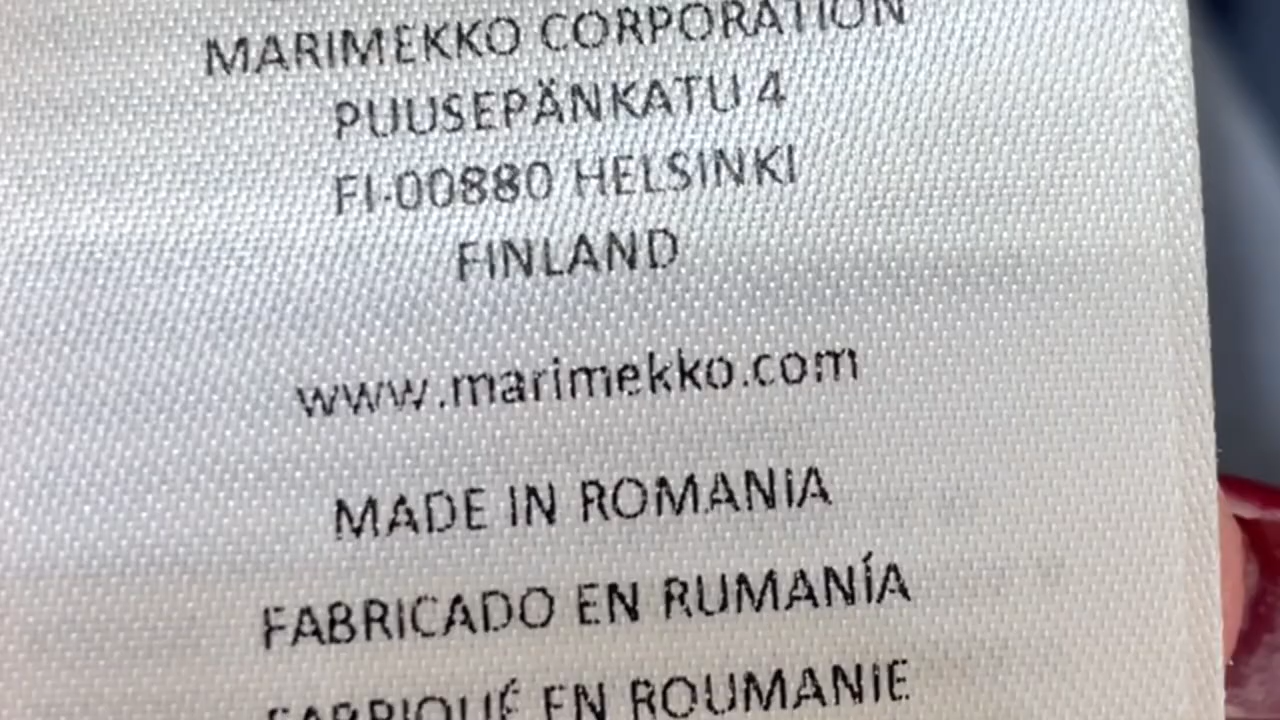 MARIMEKKO CORPORATION
PUUSEPÄNKATU 4
FI-00880 HELSINKI
FINLAND
www.marimekko.com
MADE IN ROMANIA
FABRICADO EN RUMANÍA
FABRIQUÉ EN ROUMANIE